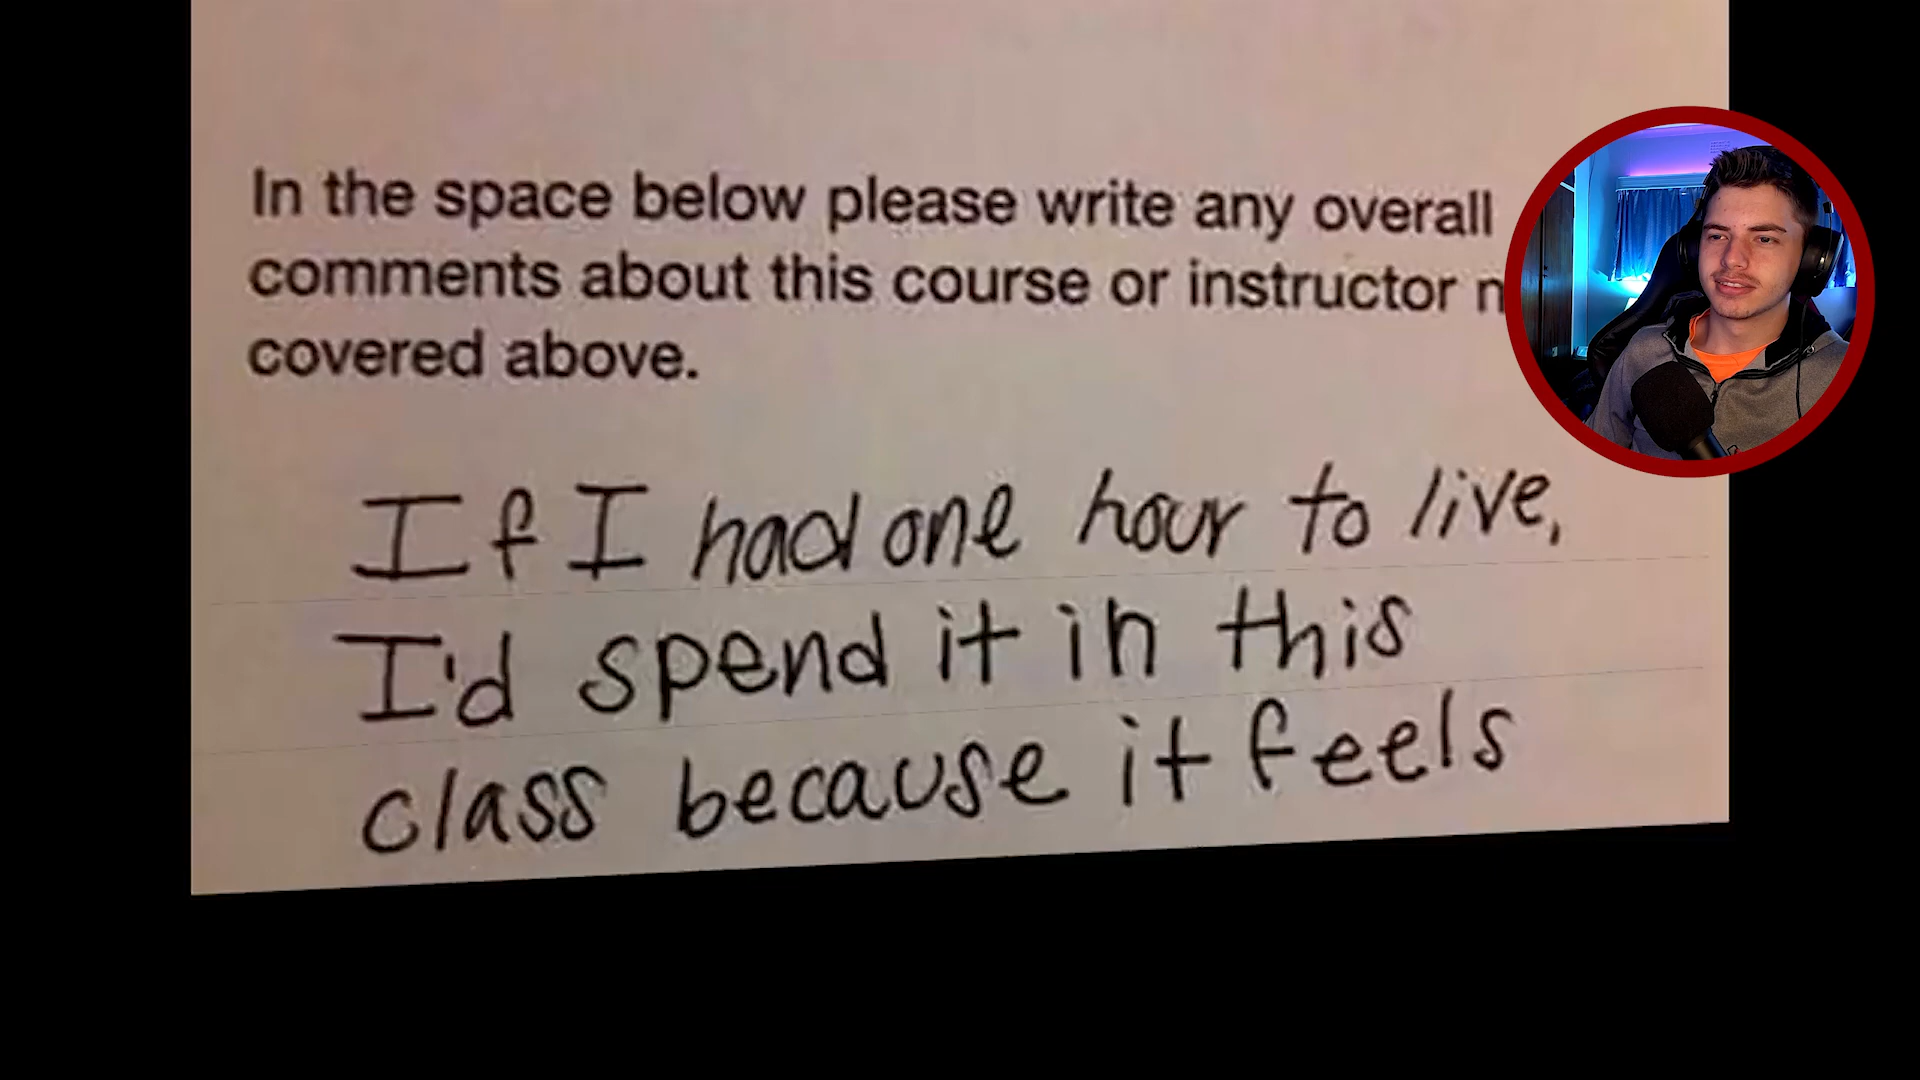 In the space below please write any overall
comments about this course or instructor
covered above.
If I had one hour to live,
I'd spend it in this
class because it feels